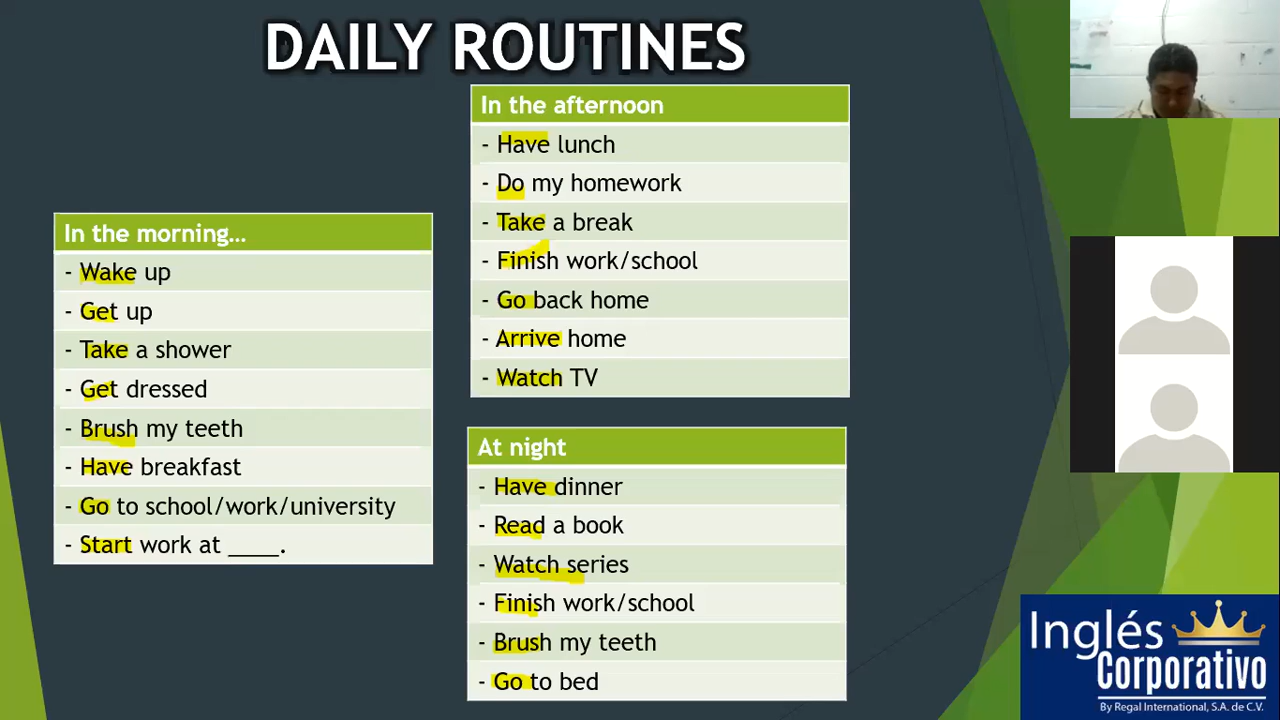 DAILY ROUTINES
In the morning…
- Wake up
- Get up
- Take a shower
- Get dressed
- Brush my teeth
- Have breakfast
- Go to school/work/university
- Start work at ____.
In the afternoon
- Have lunch
- Do my homework
- Take a break
- Finish work/school
- Go back home
- Arrive home
- Watch TV
At night
- Have dinner
- Read a book
- Watch series
- Finish work/school
- Brush my teeth
- Go to bed
Inglés
Corporativo
By Regal International, S.A. de C.V.